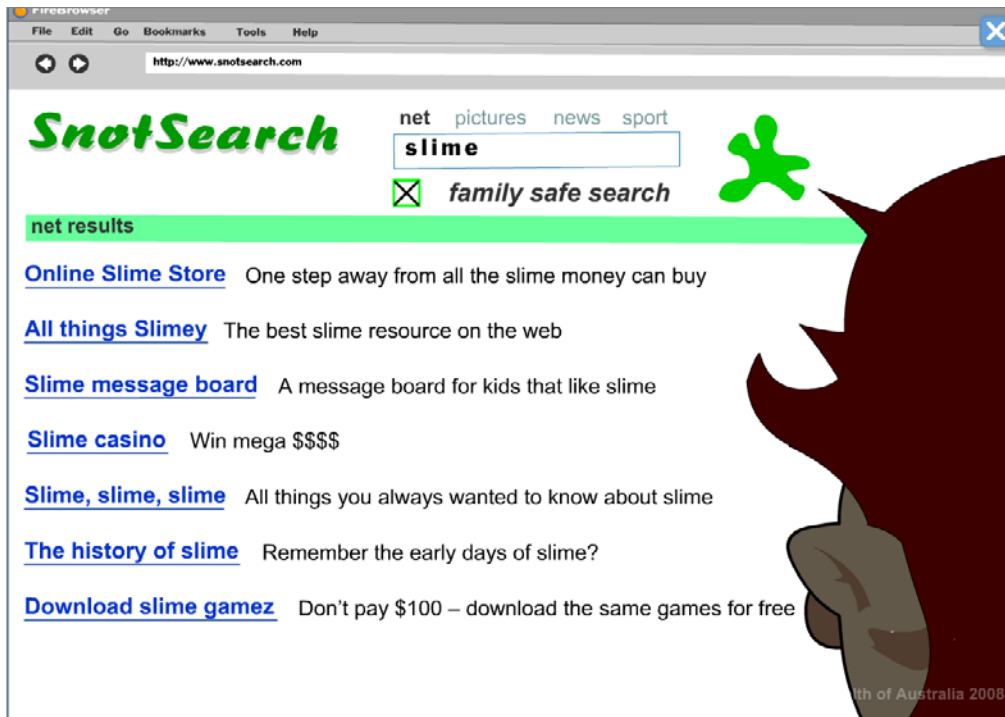 FireBrowser
File Edit Go Bookmarks Tools Help
http://www.snotsearch.com
SnotSearch
net pictures news sport
slime
family safe search
net results
Online Slime Store One step away from all the slime money can buy
All things Slimey The best slime resource on the web
Slime message board A message board for kids that like slime
Slime casino Win mega $$$$
Slime, slime, slime All things you always wanted to know about slime
The history of slime Remember the early days of slime?
Download slime gamez Don't pay $100 – download the same games for free
of Australia 2008